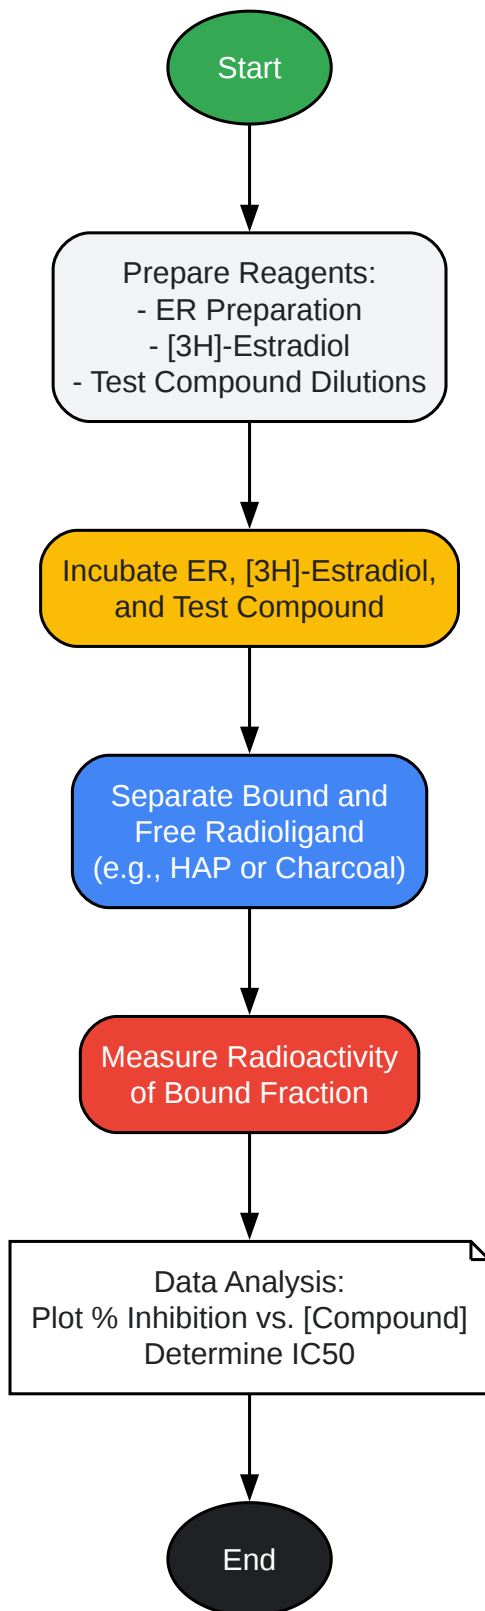 Start
Prepare Reagents:
- ER Preparation
- [3H]-Estradiol
- Test Compound Dilutions
Incubate ER, [3H]-Estradiol,
and Test Compound
Separate Bound and
Free Radioligand
(e.g., HAP or Charcoal)
Measure Radioactivity
of Bound Fraction
Data Analysis:
Plot % Inhibition vs. [Compound]
Determine IC50
End